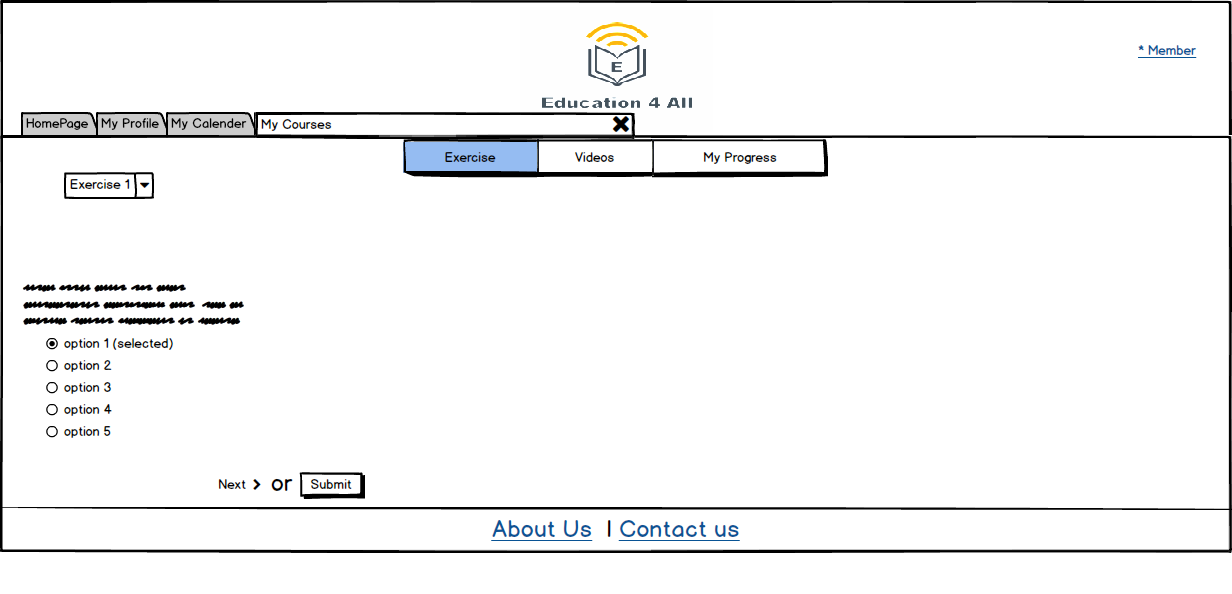 E
Education 4 All
* Member
HomePage
My Profile
My Calender
My Courses
Exercise
Videos
My Progress
Exercise 1
option 1 (selected)
option 2
option 3
option 4
option 5
Next
or
Submit
About Us | Contact us